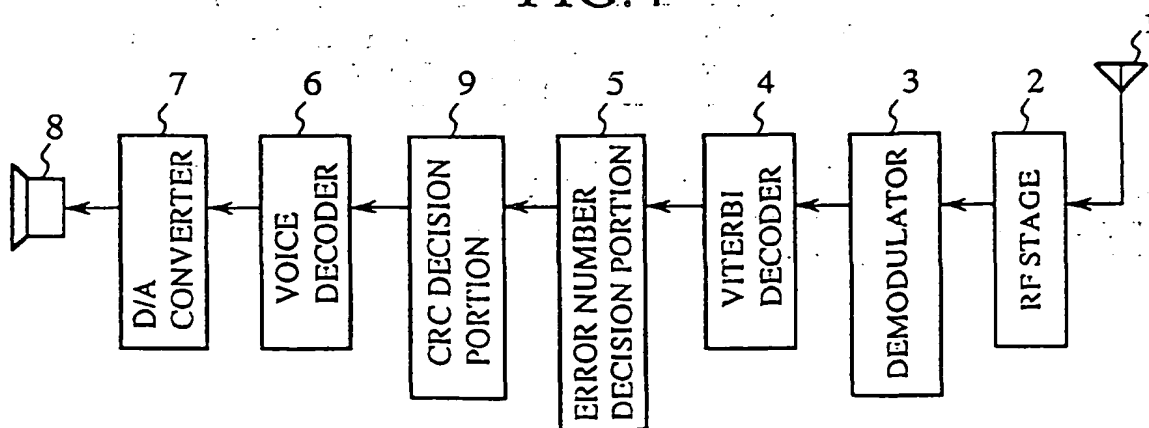 FIG.
8
7
6
9
5
4
3
2
D/A
CONVERTER
VOICE
DECODER
CRC DECISION
PORTION
ERROR NUMBER
DECISION PORTION
VITERBI
DECODER
DEMODULATOR
RF STAGE